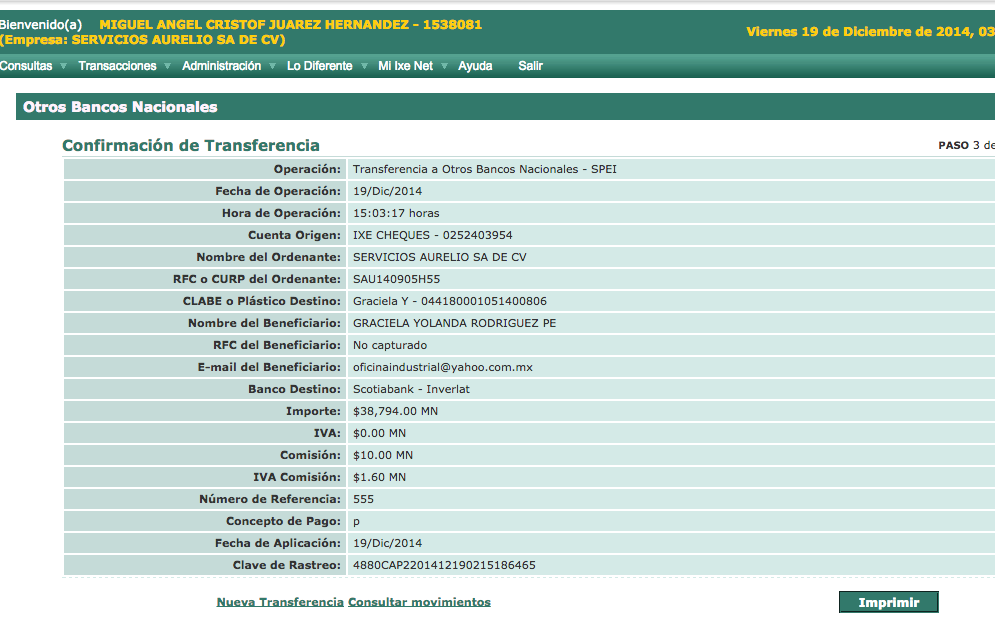 Bienvenido(a) MIGUEL ANGEL CRISTOF JUAREZ HERNANDEZ - 1538081
(Empresa: SERVICIOS AURELIO SA DE CV)
Viernes 19 de Diciembre de 2014, 03
Consultas Transacciones Administración Lo Diferente Mi Ixe Net Ayuda Salir
Otros Bancos Nacionales
Confirmación de Transferencia PASO 3 de
Operación: Transferencia a Otros Bancos Nacionales - SPEI
Fecha de Operación: 19/Dic/2014
Hora de Operación: 15:03:17 horas
Cuenta Origen: IXE CHEQUES - 0252403954
Nombre del Ordenante: SERVICIOS AURELIO SA DE CV
RFC o CURP del Ordenante: SAU140905H55
CLABE o Plástico Destino: Graciela Y - 044180001051400806
Nombre del Beneficiario: GRACIELA YOLANDA RODRIGUEZ PE
RFC del Beneficiario: No capturado
E-mail del Beneficiario: oficinaindustrial@yahoo.com.mx
Banco Destino: Scotiabank - Inverlat
Importe: $38,794.00 MN
IVA: $0.00 MN
Comisión: $10.00 MN
IVA Comisión: $1.60 MN
Número de Referencia: 555
Concepto de Pago: p
Fecha de Aplicación: 19/Dic/2014
Clave de Rastreo: 4880CAP2201412190215186465
Nueva Transferencia Consultar movimientos Imprimir